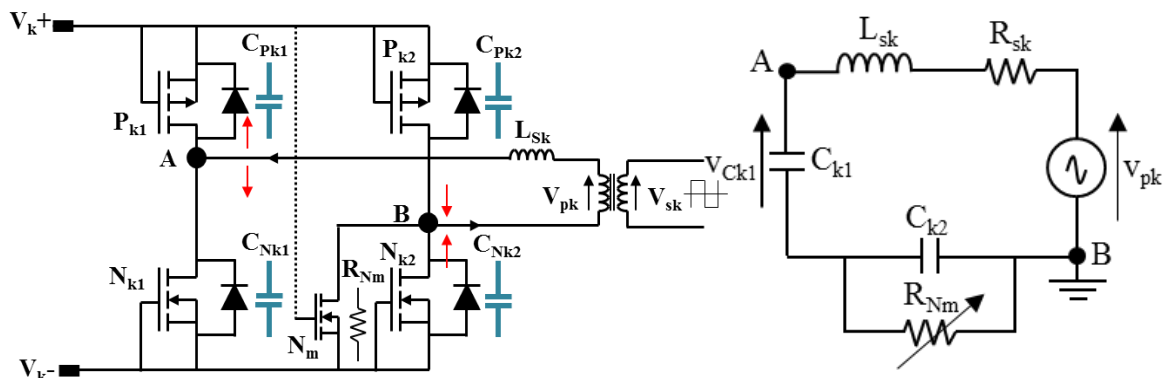 Vk+
CPk1
Pk2
CPk2
Pk1
A
LSk
Vpk
Vsk
B
CNk1
Nk2
CNk2
Nk1
RNm
Nm
Vk-
Lsk
Rsk
A
vCk1
Ck1
Vpk
Ck2
B
RNm